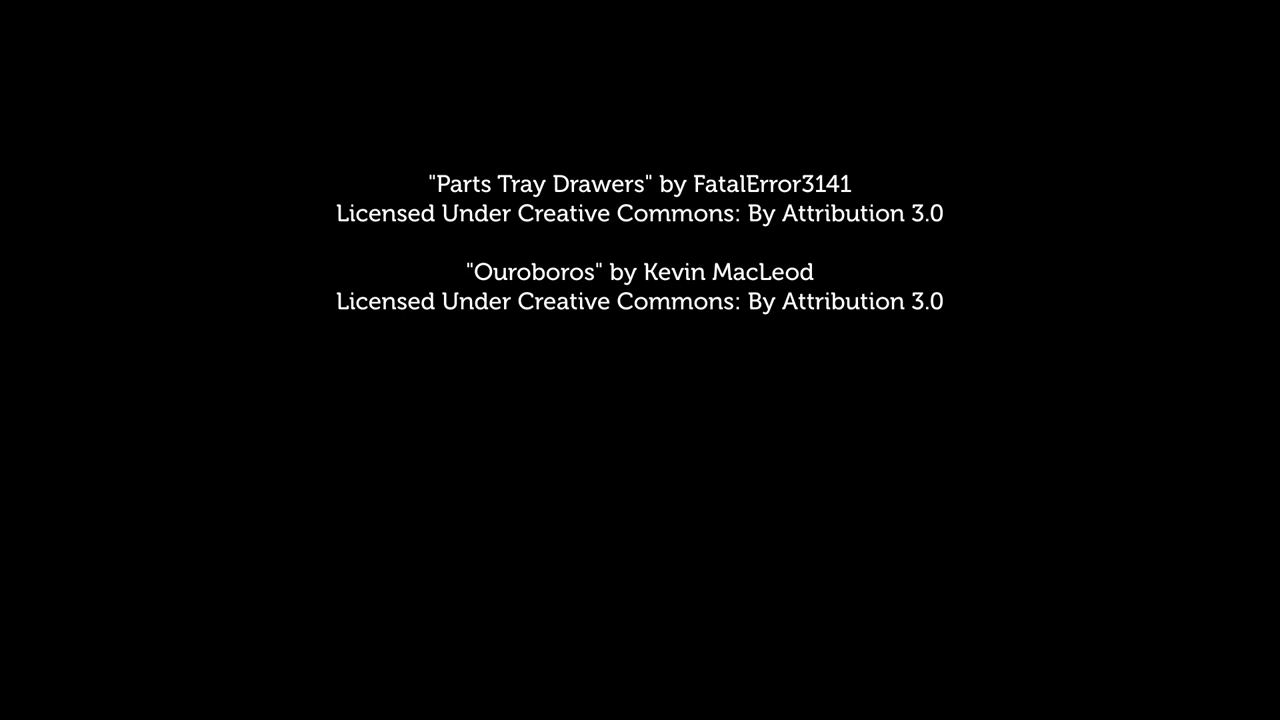 "Parts Tray Drawers" by FatalError3141
Licensed Under Creative Commons: By Attribution 3.0
"Ouroboros" by Kevin MacLeod
Licensed Under Creative Commons: By Attribution 3.0